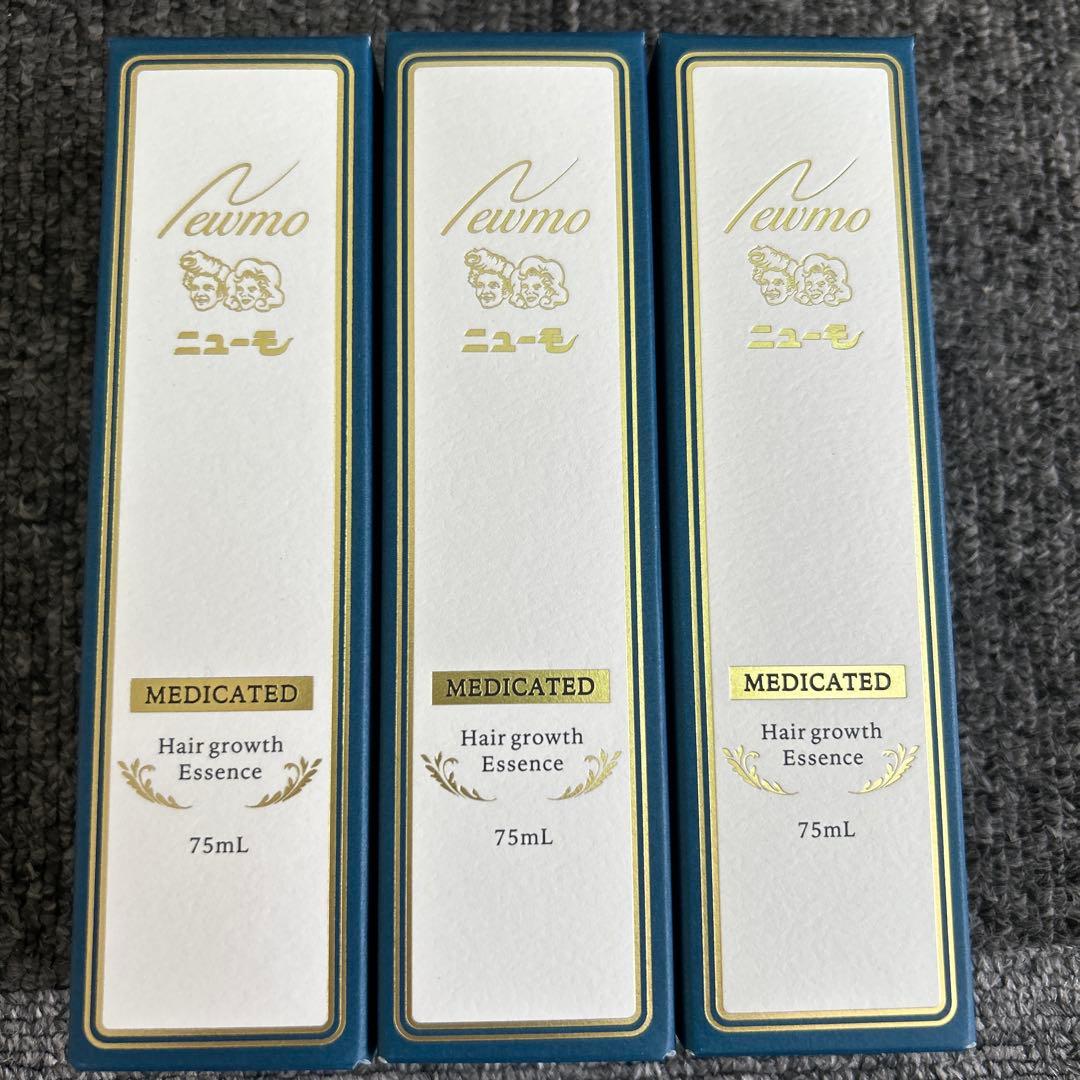 Newmo
ニューモ
MEDICATED
Hair growth
Essence
75mL
Newmo
ニューモ
MEDICATED
Hair growth
Essence
75mL
Newmo
ニューモ
MEDICATED
Hair growth
Essence
75mL